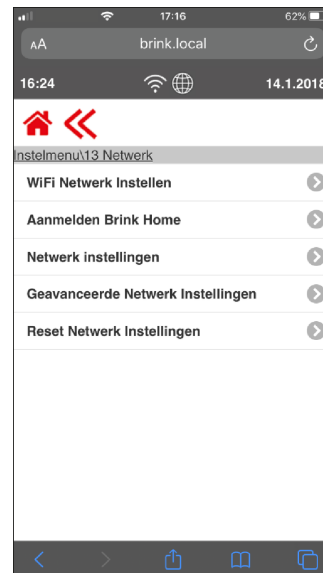 17:16 62%
AA brink.local
16:24 14.1.2018
Instelmenu\13 Netwerk
WiFi Netwerk Instellen
Aanmelden Brink Home
Netwerk instellingen
Geavanceerde Netwerk Instellingen
Reset Netwerk Instellingen